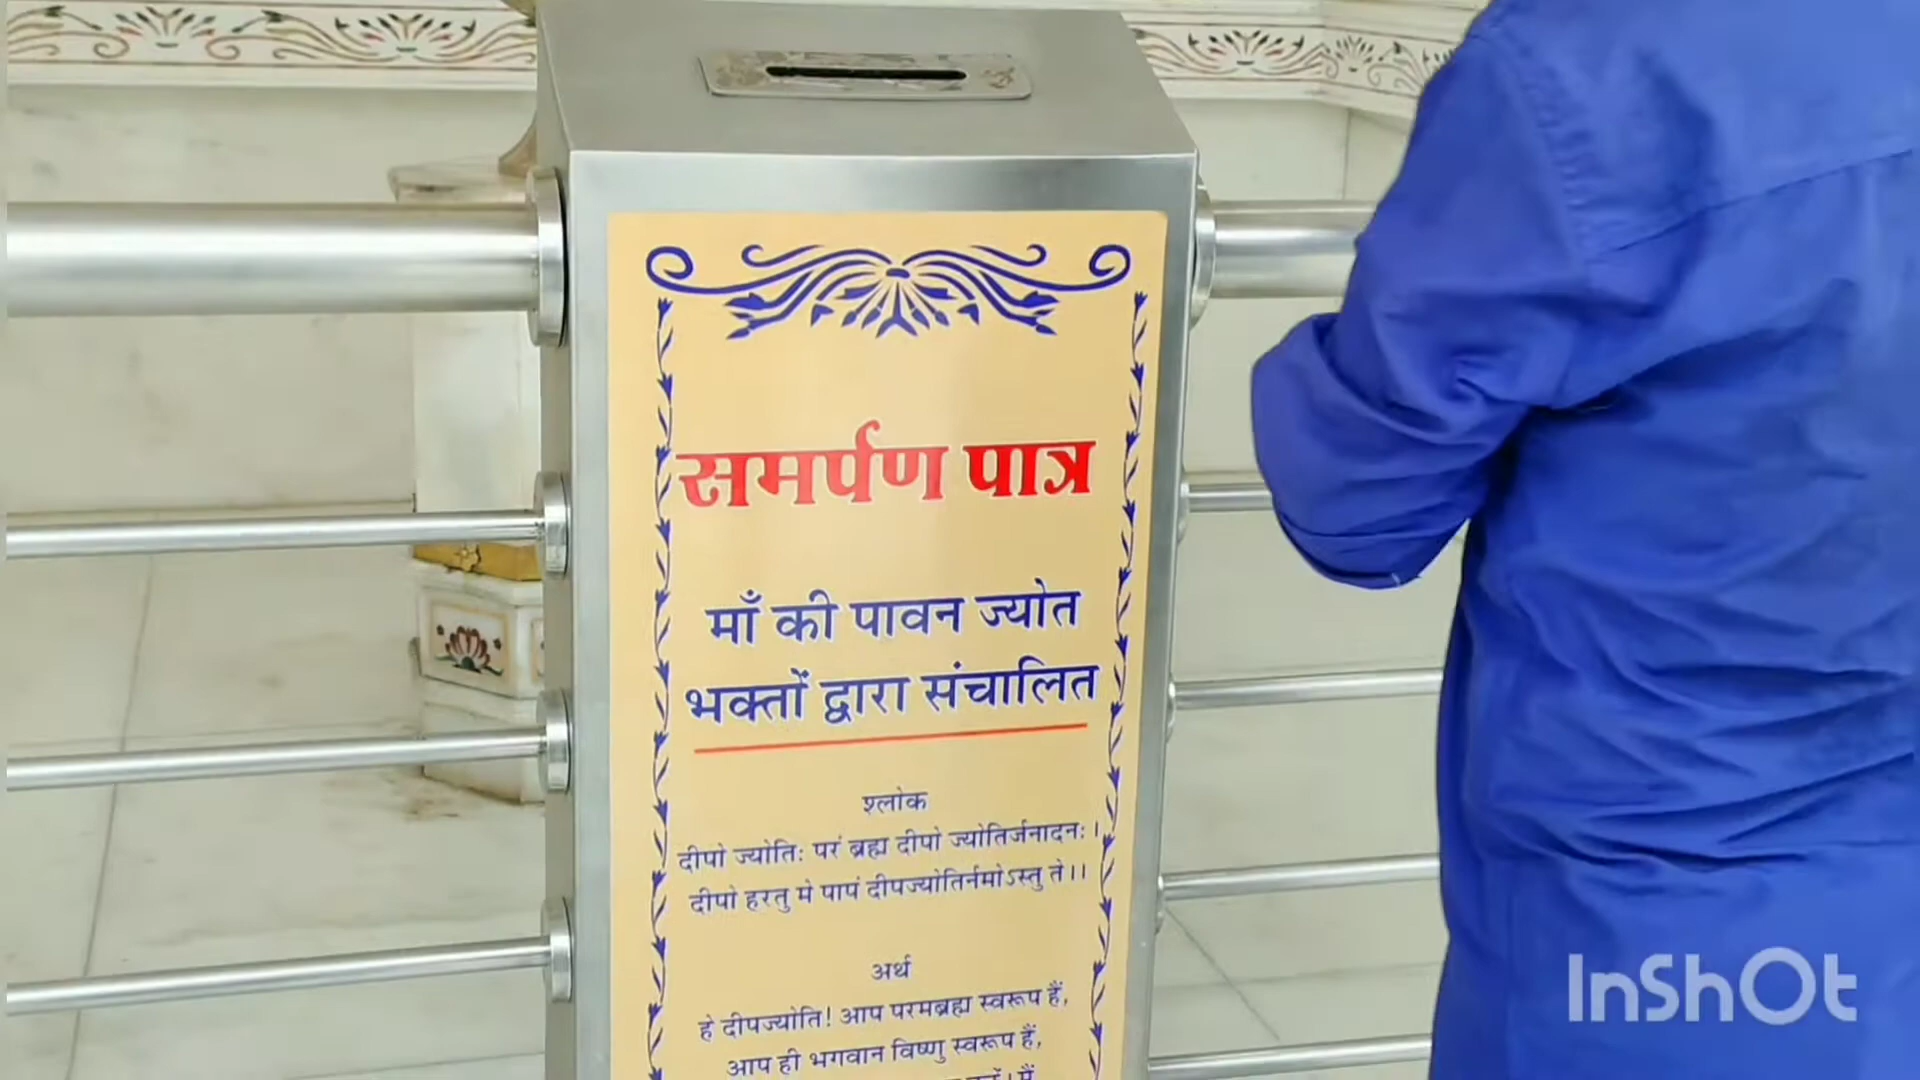 समर्पण पात्र
माँ की पावन ज्योत
भक्तों द्वारा संचालित
श्लोक
दीपो ज्योतिः परं ब्रह्म दीपो ज्योतिर्जनादनः।
दीपो हरतु मे पापं दीपज्योतिर्नमोऽस्तु ते।।
अर्थ
हे दीपज्योति! आप परमब्रह्म स्वरूप हैं,
आप ही भगवान विष्णु स्वरूप हैं,
InShOt